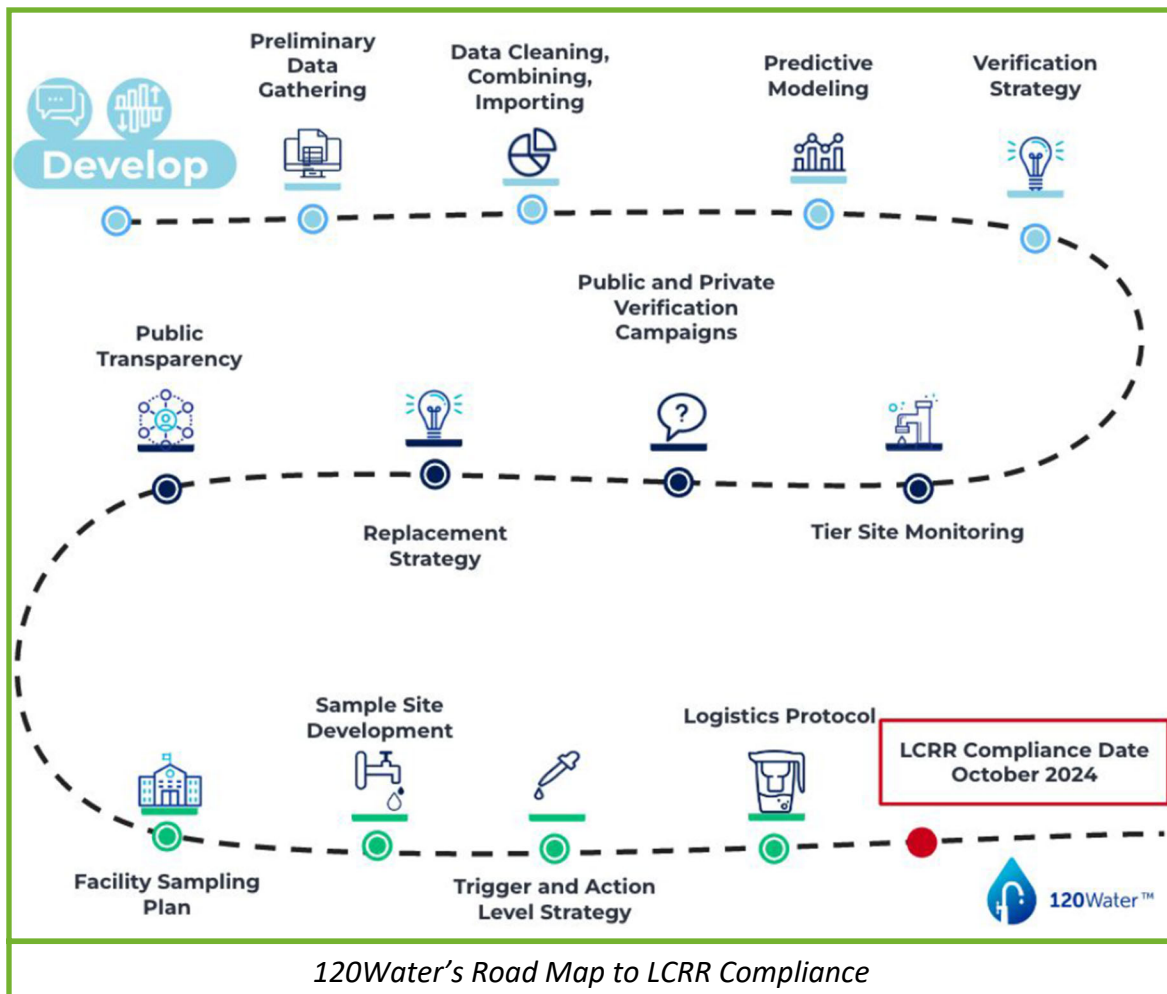 Develop
Preliminary
Data
Gathering
Data Cleaning,
Combining,
Importing
Predictive
Modeling
Verification
Strategy
Public
Transparency
Replacement
Strategy
Public and Private
Verification
Campaigns
?
Tier Site Monitoring
Facility Sampling
Plan
Sample Site
Development
Trigger and Action
Level Strategy
Logistics Protocol
LCRR Compliance Date
October 2024
120Water™
120Water's Road Map to LCRR Compliance